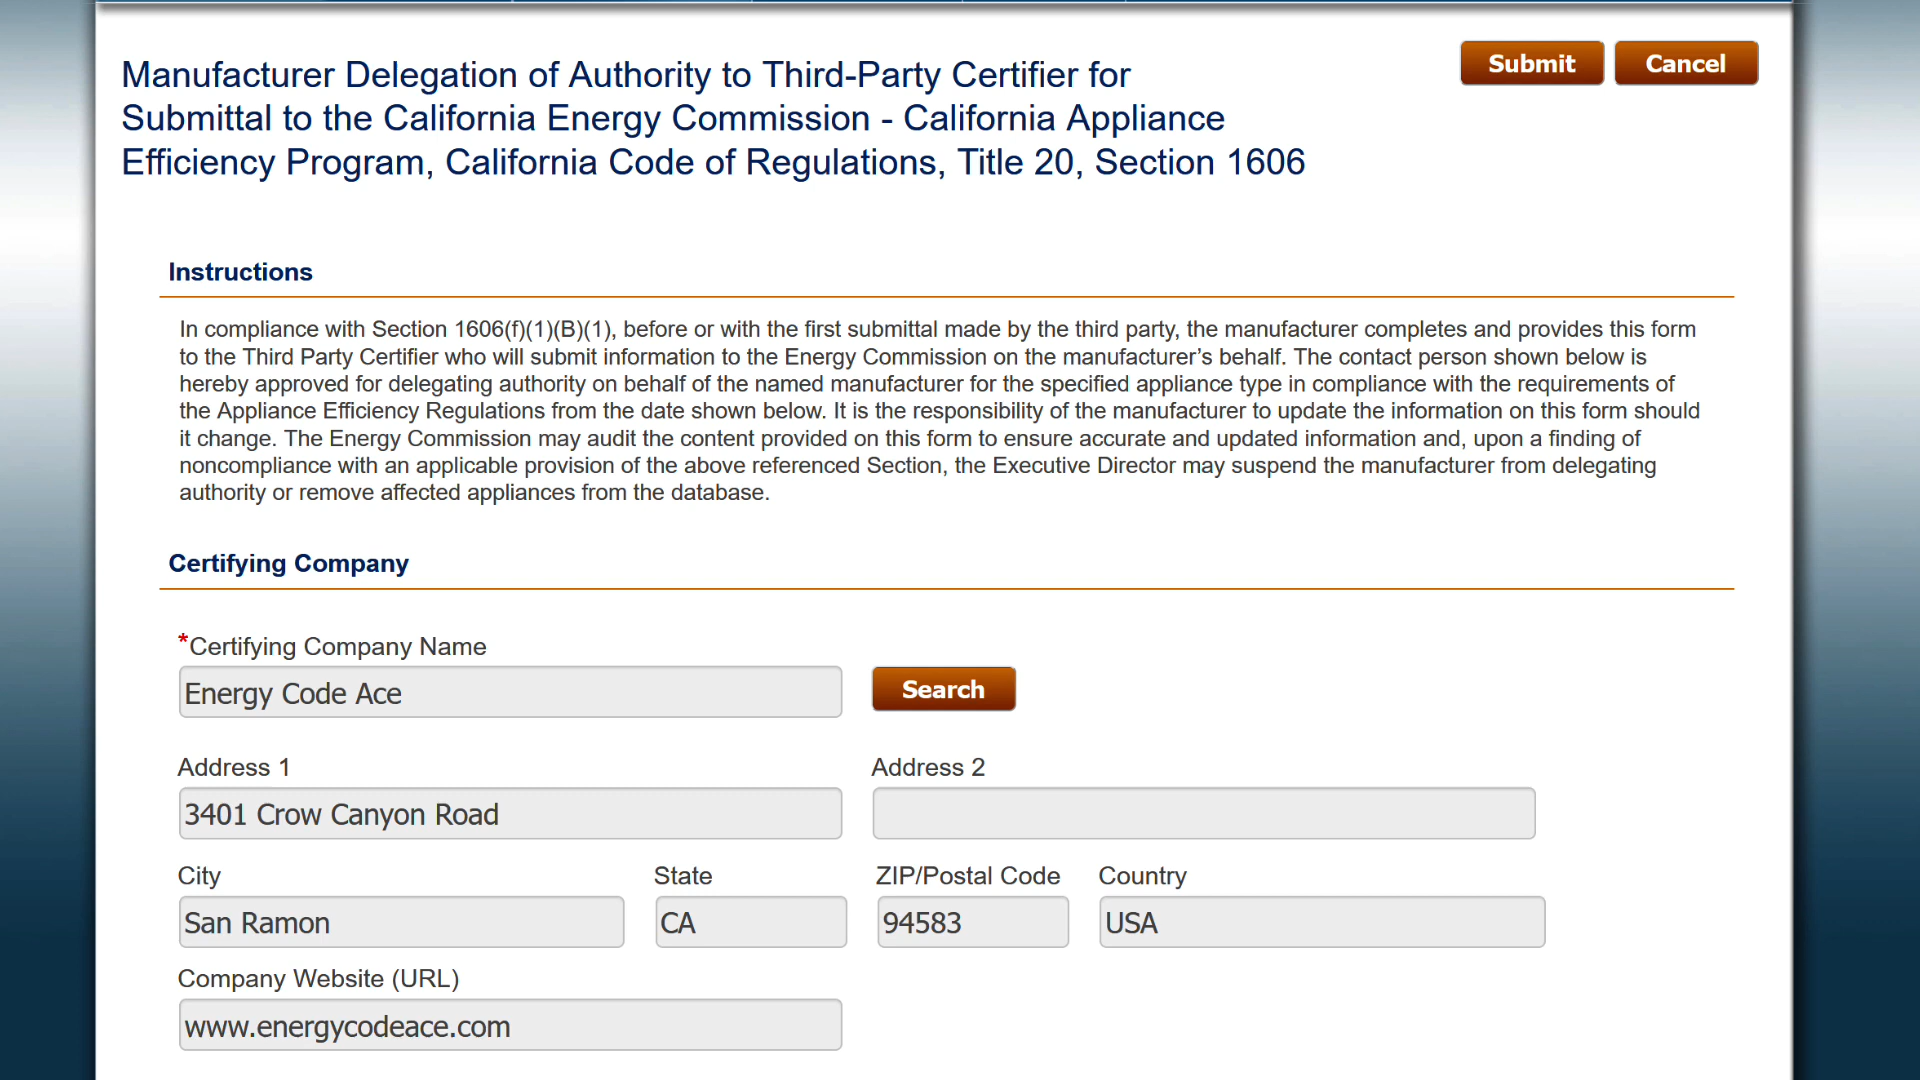 Manufacturer Delegation of Authority to Third-Party Certifier for
Submittal to the California Energy Commission - California Appliance
Efficiency Program, California Code of Regulations, Title 20, Section 1606
Submit
Cancel
Instructions
In compliance with Section 1606(f)(1)(B)(1), before or with the first submittal made by the third party, the manufacturer completes and provides this form
to the Third Party Certifier who will submit information to the Energy Commission on the manufacturer’s behalf. The contact person shown below is
hereby approved for delegating authority on behalf of the named manufacturer for the specified appliance type in compliance with the requirements of
the Appliance Efficiency Regulations from the date shown below. It is the responsibility of the manufacturer to update the information on this form should
it change. The Energy Commission may audit the content provided on this form to ensure accurate and updated information and, upon a finding of
noncompliance with an applicable provision of the above referenced Section, the Executive Director may suspend the manufacturer from delegating
authority or remove affected appliances from the database.
Certifying Company
*Certifying Company Name
Energy Code Ace
Search
Address 1
Address 2
3401 Crow Canyon Road
City
State
ZIP/Postal Code
Country
San Ramon
CA
94583
USA
Company Website (URL)
www.energycodeace.com